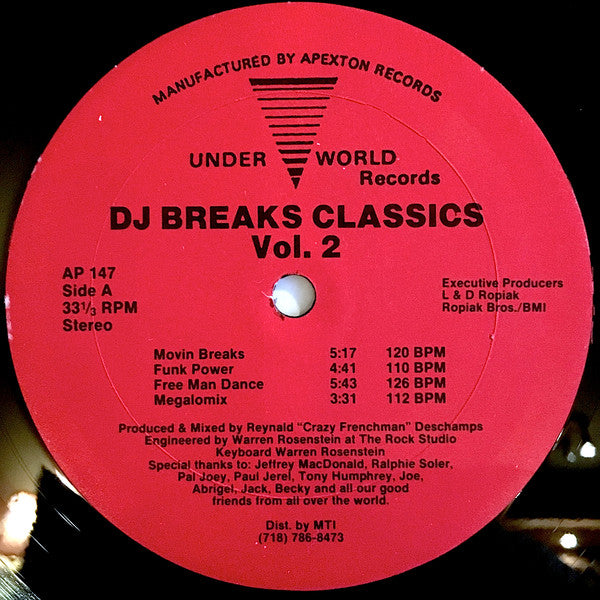 MANUFACTURED BY APEXTON RECORDS
UNDER WORLD
Records
DJ BREAKS CLASSICS
Vol. 2
AP 147
Side A
33⅓ RPM
Stereo
Executive Producers
L & D Ropiak
Ropiak Bros./BMI
Movin Breaks 5:17 120 BPM
Funk Power 4:41 110 BPM
Free Man Dance 5:43 126 BPM
Megalomix 3:31 112 BPM
Produced & Mixed by Reynald "Crazy Frenchman" Deschamps
Engineered by Warren Rosenstein at The Rock Studio
Keyboard Warren Rosenstein
Special thanks to: Jeffrey MacDonald, Ralphie Soler,
Pal Joey, Paul Jerel, Tony Humphrey, Joe,
Abrigel, Jack, Becky and all our good
friends from all over the world.
Dist. by MTI
(718) 786-8473